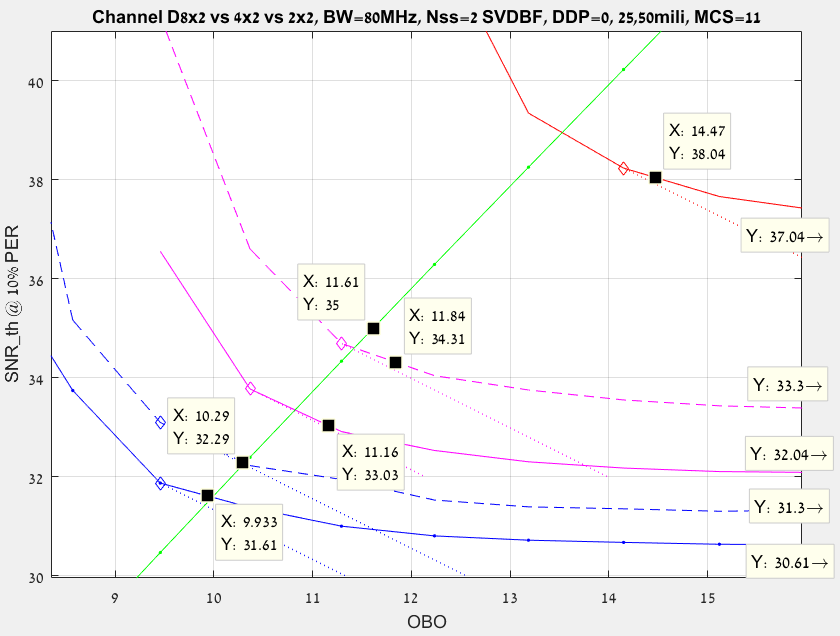 Channel D8x2 vs 4x2 vs 2x2, BW=80MHz, Nss=2 SVDBF, DDP=0, 25,50mili, MCS=11
SNR_th @ 10% PER
40
38
36
34
32
30
X: 14.47
Y: 38.04
Y: 37.04→
X: 11.61
Y: 35
X: 11.84
Y: 34.31
Y: 33.3→
X: 10.29
Y: 32.29
X: 11.16
Y: 33.03
Y: 32.04→
Y: 31.3→
X: 9.933
Y: 31.61
Y: 30.61→
9 10 11 12 13 14 15
OBO